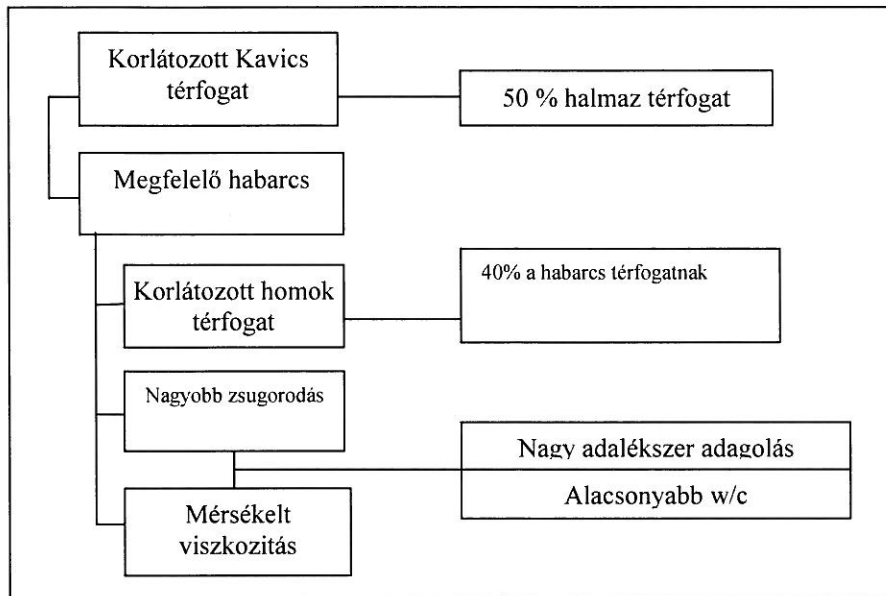 Korlátozott Kavics
térfogat
50 % halmaz térfogat
Megfelelő habarcs
Korlátozott homok
térfogat
40% a habarcs térfogatnak
Nagyobb zsugorodás
Nagy adalékszer adagolás
Alacsonyabb w/c
Mérsékelt
viszkozitás